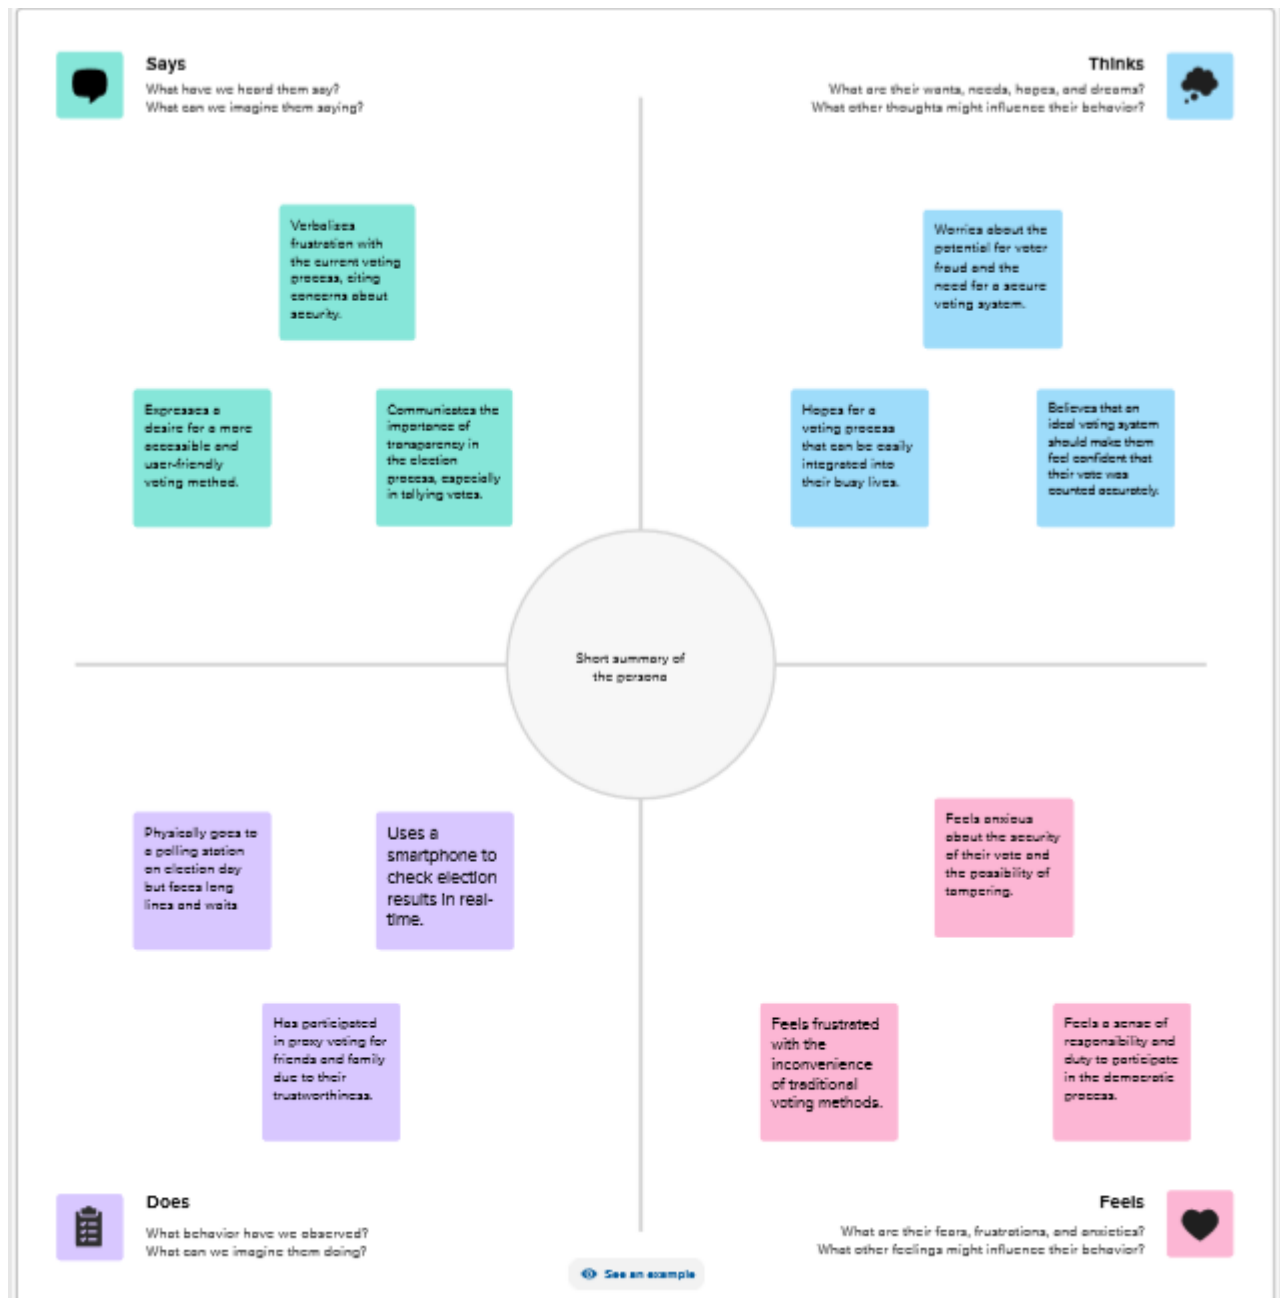 Says
What have we heard them say?
What can we imagine them saying?
Thinks
What are their wants, needs, hopes, and dreams?
What other thoughts might influence their behavior?
Verbalizes
frustration with
the current voting
process, citing
concerns about
security.
Expresses a
desire for a more
accessible and
user-friendly
voting method.
Communicates the
importance of
transparency in
the election
process, especially
in tallying votes.
Worries about the
potential for voter
fraud and the
need for a secure
voting system.
Hopes for a
voting process
that can be easily
integrated into
their busy lives.
Believes that an
ideal voting system
should make them
feel confident that
their vote was
counted accurately.
Short summary of
the persona
Physically goes to
a polling station
on election day
but faces long
lines and waits
Uses a
smartphone to
check election
results in real-
time.
Has participated
in proxy voting for
friends and family
due to their
trustworthiness.
Feels anxious
about the security
of their vote and
the possibility of
tampering.
Feels frustrated
with the
inconvenience
of traditional
voting methods.
Feels a sense of
responsibility and
duty to participate
in the democratic
process.
Does
What behavior have we observed?
What can we imagine them doing?
Feels
What are their fears, frustrations, and anxieties?
What other feelings might influence their behavior?
See an example